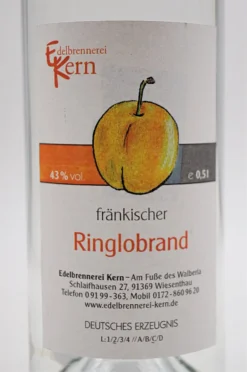 Edelbrennerei
Kern
43 % vol
℮ 0,5 l
fränkischer
Ringlobrand
Edelbrennerei Kern – Am Fuße des Walberla
Schlaifhausen 27, 91369 Wiesenthau
Telefon 0 91 99 - 363, Mobil 0172 - 860 96 20
www.edelbrennerei-kern.de
DEUTSCHES ERZEUGNIS
L:1/2/3/4 //A/B/C/D